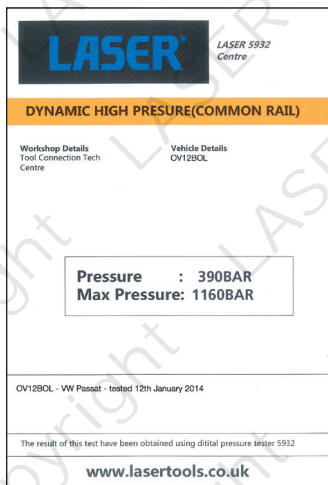 LASER®
LASER 5932
Centre
DYNAMIC HIGH PRESURE(COMMON RAIL)
Workshop Details
Tool Connection Tech
Centre
Vehicle Details
OV12BOL
Pressure : 390BAR
Max Pressure: 1160BAR
OV12BOL - VW Passat - tested 12th January 2014
The result of this test have been obtained using ditital pressure tester 5932
www.lasertools.co.uk